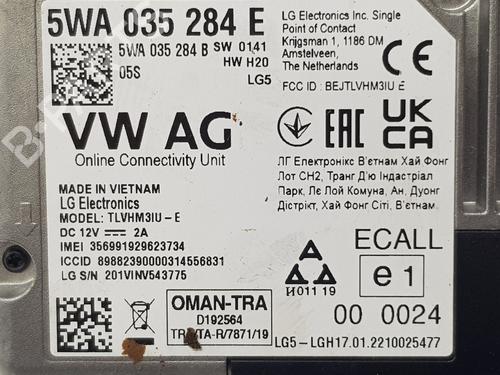 5WA 035 284 E
5WA 035 284 B SW 0141
HW H20
05S
LG5
LG Electronics Inc. Single
Point of Contact
Krijgsman 1, 1186 DM
Amstelveen,
The Netherlands
FCC ID : BEJTLVHM3IU E
VW AG
Online Connectivity Unit
EAC
UK
CA
ЛГ Електронікс В'єтнам Хай Фонг
Лот СН2, Транг Д'ю Індастріал
Парк, Лє Лой Комуна, Ан, Дуонг
Дістрікт, Хай Фонг Сіті, В'єтнам
MADE IN VIETNAM
LG Electronics
MODEL: TLVHM3IU-E
DC 12V 2A
IMEI 356991929623734
ICCID 89882390000314556831
LG S/N 201VINV543775
ECALL
e1
И011 19
00 0024
OMAN-TRA
D192564
TRA/TA-R/7871/19
LG5-LGH17.01.2210025477